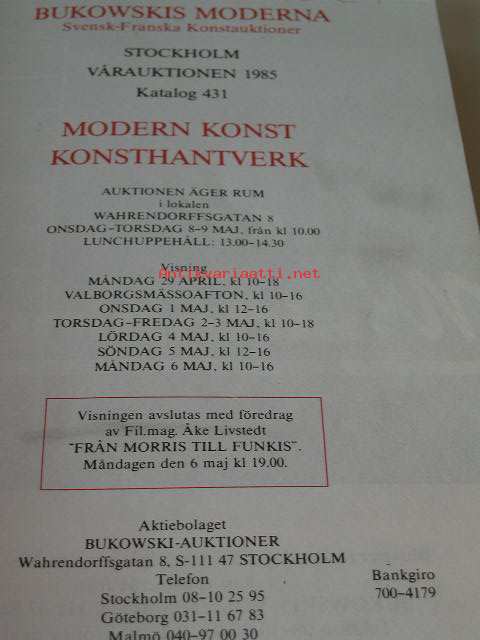 BUKOWSKIS MODERNA
Svensk-Franska Konstauktioner
STOCKHOLM
VÅRAUKTIONEN 1985
Katalog 431
MODERN KONST
KONSTHANTVERK
AUKTIONEN ÄGER RUM
i lokalen
WAHRENDORFFSGATAN 8
ONSDAG-TORSDAG 8-9 MAJ, från kl 10.00
LUNCHUPPEHÅLL: 13.00-14.30
Visning
Antikvariaatti.net
MÅNDAG 29 APRIL, kl 10-18
VALBORGSMÄSSOAFTON, kl 10-16
ONSDAG 1 MAJ, kl 12-16
TORSDAG-FREDAG 2-3 MAJ, kl 10-18
LÖRDAG 4 MAJ, kl 10-16
SÖNDAG 5 MAJ, kl 12-16
MÅNDAG 6 MAJ, kl 10-16
Visningen avslutas med föredrag
av Fil.mag. Åke Livstedt
"FRÅN MORRIS TILL FUNKIS".
Måndagen den 6 maj kl 19.00.
Aktiebolaget
BUKOWSKI-AUKTIONER
Wahrendorffsgatan 8, S-111 47 STOCKHOLM
Telefon
Stockholm 08-10 25 95
Göteborg 031-11 67 83
Malmö 040-97 00 30
Bankgiro
700-4179